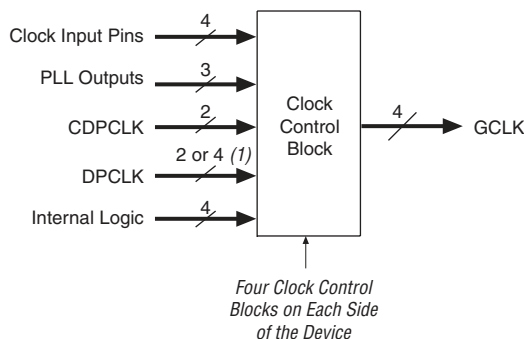 4
Clock Input Pins
3
PLL Outputs
2
CDPCLK
2 or 4 (1)
DPCLK
4
Internal Logic
Clock
Control
Block
4
GCLK
Four Clock Control
Blocks on Each Side
of the Device